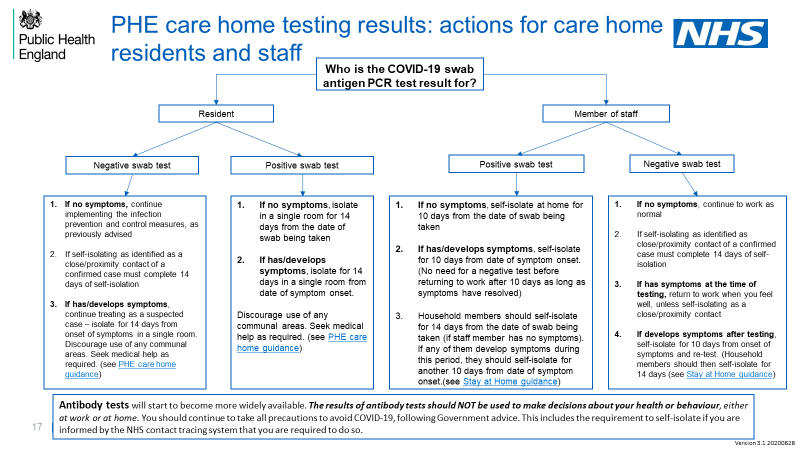 Public Health
England
PHE care home testing results: actions for care home
residents and staff
NHS
Who is the COVID-19 swab
antigen PCR test result for?
Resident
Member of staff
Negative swab test
Positive swab test
Positive swab test
Negative swab test
1. If no symptoms, continue
implementing the infection
prevention and control measures, as
previously advised
2. If self-isolating as identified as a
close/proximity contact of a
confirmed case must complete 14
days of self-isolation
3. If has/develops symptoms,
continue treating as a suspected
case – isolate for 14 days from
onset of symptoms in a single room.
Discourage use of any communal
areas. Seek medical help as
required. (see PHE care home
guidance)
1. If no symptoms, isolate
in a single room for 14
days from the date of
swab being taken
2. If has/develops
symptoms, isolate for 14
days in a single room from
date of symptom onset.
Discourage use of any
communal areas. Seek medical
help as required. (see PHE care
home guidance)
1. If no symptoms, self-isolate at home for
10 days from the date of swab being
taken
2. If has/develops symptoms, self-isolate
for 10 days from date of symptom onset.
(No need for a negative test before
returning to work after 10 days as long as
symptoms have resolved)
3. Household members should self-isolate
for 14 days from the date of swab being
taken (if staff member has no symptoms).
If any of them develop symptoms during
this period, they should self-isolate for
another 10 days from date of symptom
onset.(see Stay at Home guidance)
1. If no symptoms, continue to work as
normal
2. If self-isolating as identified as
close/proximity contact of a confirmed
case must complete 14 days of self-
isolation
3. If has symptoms at the time of
testing, return to work when you feel
well, unless self-isolating as a
close/proximity contact
4. If develops symptoms after testing,
self-isolate for 10 days from onset of
symptoms and re-test. (Household
members should then self-isolate for
14 days (see Stay at Home guidance)
Antibody tests will start to become more widely available. The results of antibody tests should NOT be used to make decisions about your health or behaviour, either
at work or at home. You should continue to take all precautions to avoid COVID-19, following Government advice. This includes the requirement to self-isolate if you are
informed by the NHS contact tracing system that you are required to do so.
17
Version 3.1 20200828